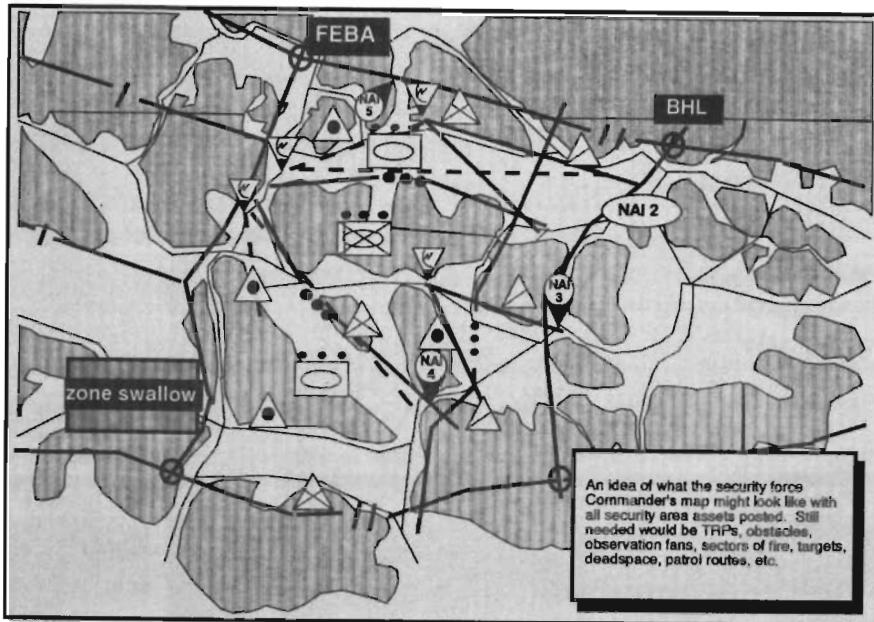 FEBA
NAI
5
BHL
NAI 2
NAI
3
NAI
4
zone swallow
An idea of what the security force
Commander's map might look like with
all security area assets posted. Still
needed would be TRPs, obstacles,
observation fans, sectors of fire, targets,
deadspace, patrol routes, etc.